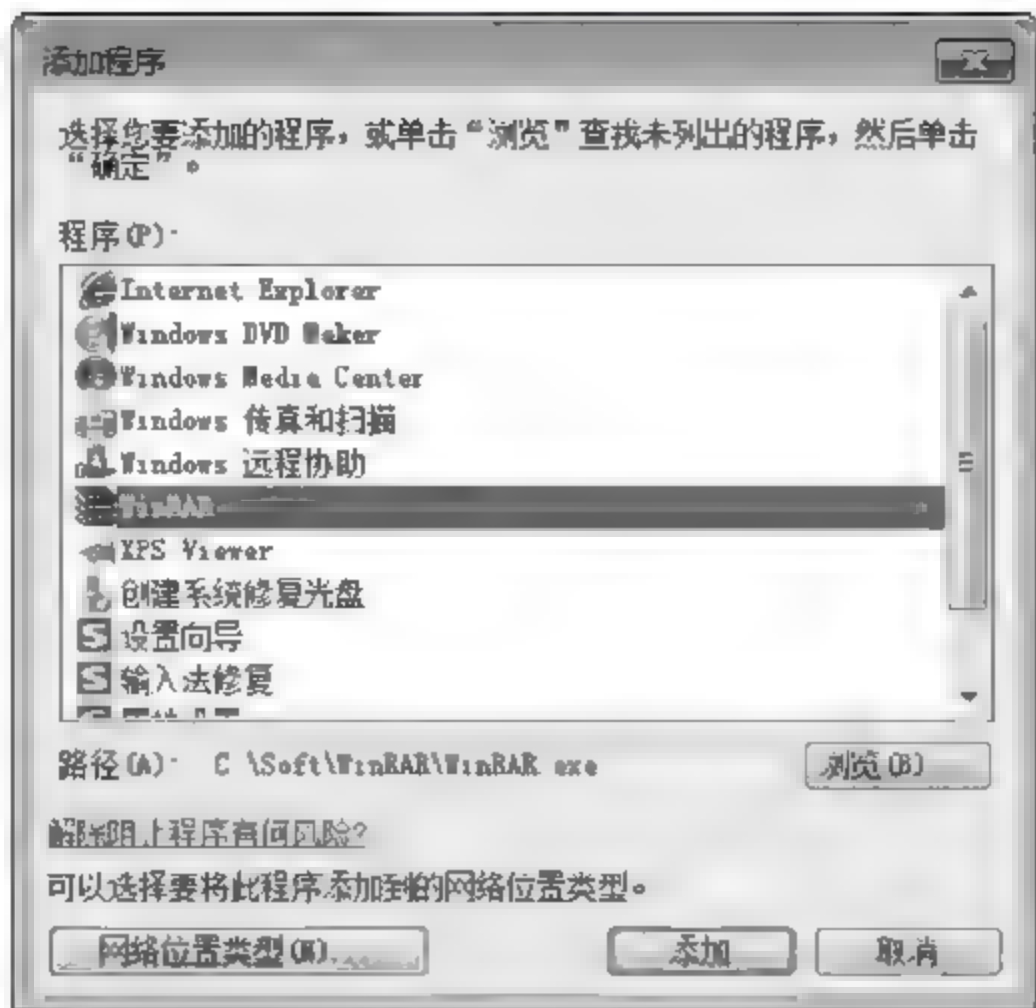 添加程序
选择您要添加的程序，或单击“浏览”查找未列出的程序，然后单击
“确定”。
程序(P)：
Internet Explorer
Windows DVD Maker
Windows Media Center
Windows 传真和扫描
Windows 远程协助
WinRAR
XPS Viewer
创建系统修复光盘
设置向导
输入法修复
路径(A)： C:\Soft\WinRAR\WinRAR.exe
浏览(B)
解除阻止程序有何风险?
可以选择要将此程序添加到的网络位置类型。
网络位置类型(N)...
添加
取消